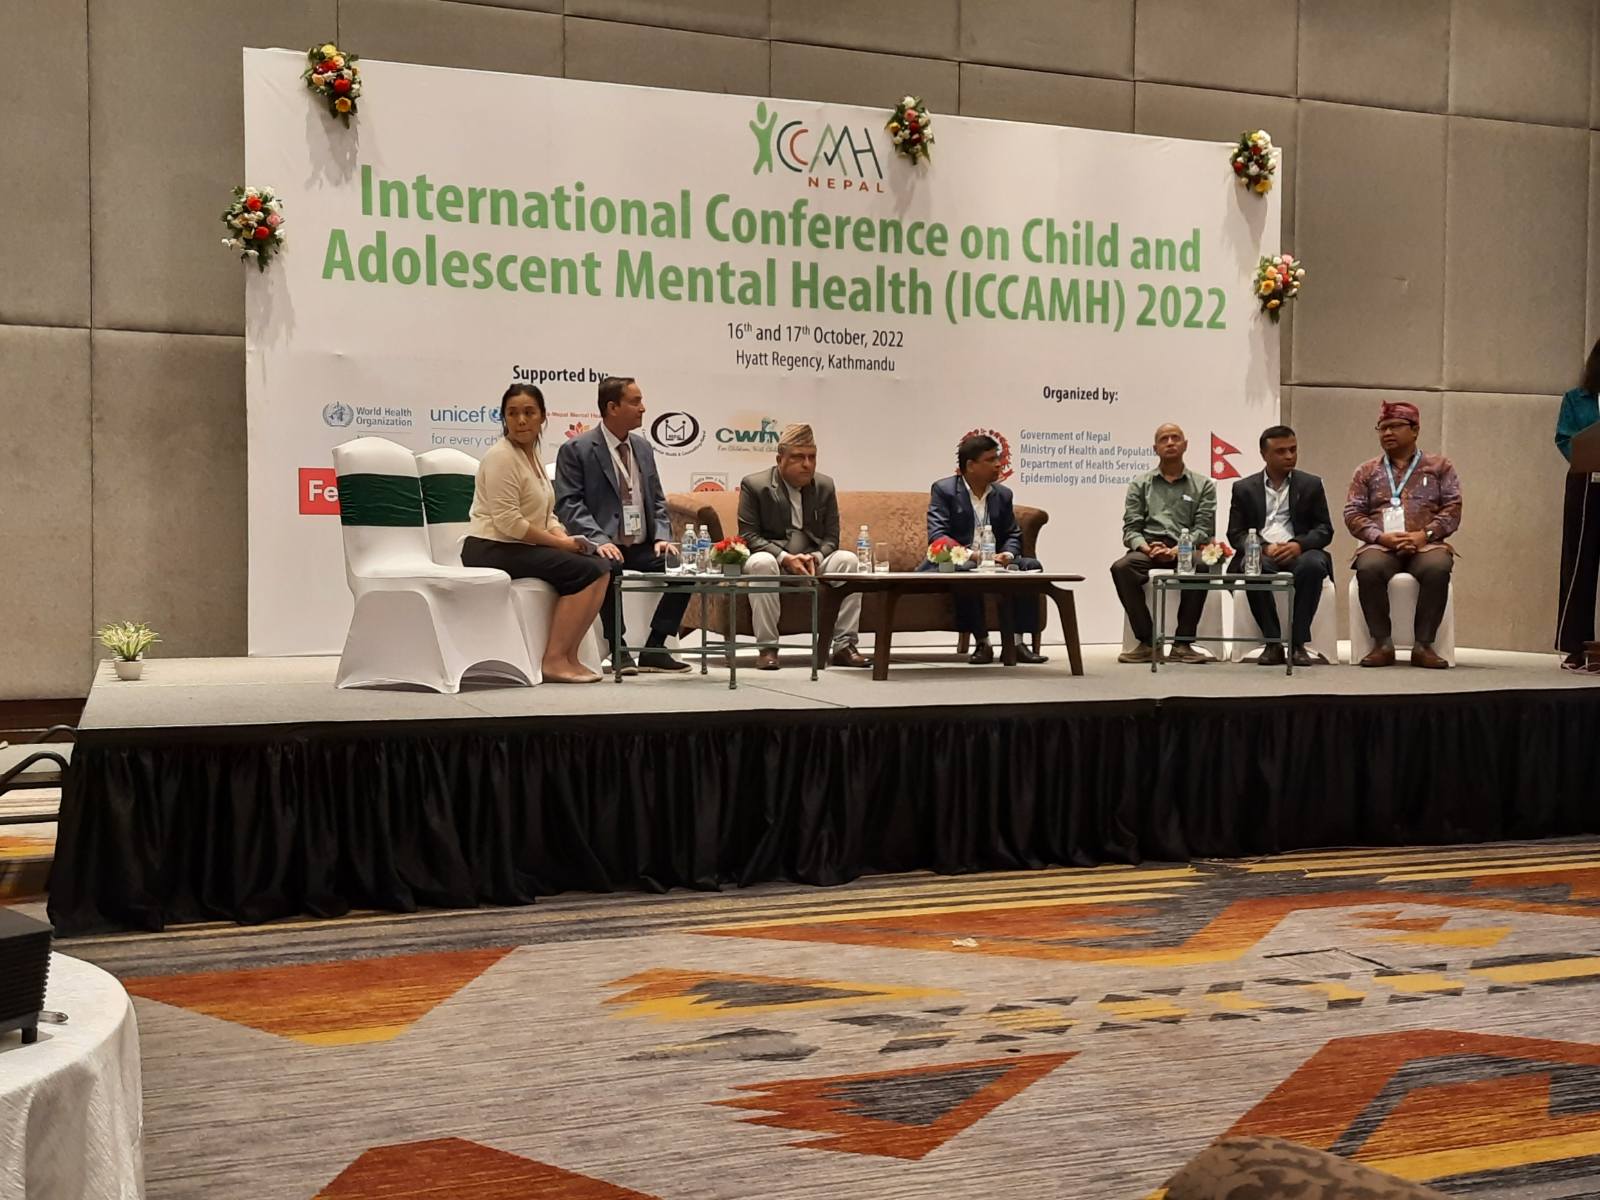 ICCAMH
NEPAL
International Conference on Child and
Adolescent Mental Health (ICCAMH) 2022
16th and 17th October, 2022
Hyatt Regency, Kathmandu
Supported by:
Organized by:
World Health
Organization
unicef
for every
CWIN
Government of Nepal
Ministry of Health and
Department of Health Services
Epidemiology and Disease
Fe